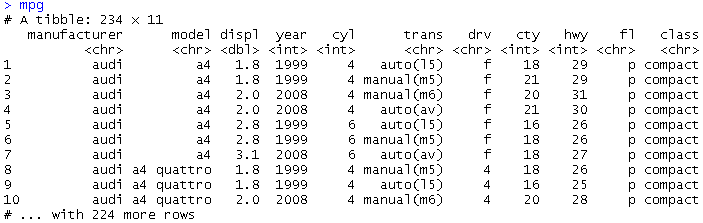 > mpg
# A tibble: 234 × 11
   manufacturer      model displ  year   cyl      trans   drv   cty   hwy    fl   class
          <chr>      <chr> <dbl> <int> <int>      <chr> <chr> <int> <int> <chr>   <chr>
1          audi         a4   1.8  1999     4   auto(l5)     f    18    29     p compact
2          audi         a4   1.8  1999     4 manual(m5)     f    21    29     p compact
3          audi         a4   2.0  2008     4 manual(m6)     f    20    31     p compact
4          audi         a4   2.0  2008     4   auto(av)     f    21    30     p compact
5          audi         a4   2.8  1999     6   auto(l5)     f    16    26     p compact
6          audi         a4   2.8  1999     6 manual(m5)     f    18    26     p compact
7          audi         a4   3.1  2008     6   auto(av)     f    18    27     p compact
8          audi a4 quattro   1.8  1999     4 manual(m5)     4    18    26     p compact
9          audi a4 quattro   1.8  1999     4   auto(l5)     4    16    25     p compact
10         audi a4 quattro   2.0  2008     4 manual(m6)     4    20    28     p compact
# ... with 224 more rows